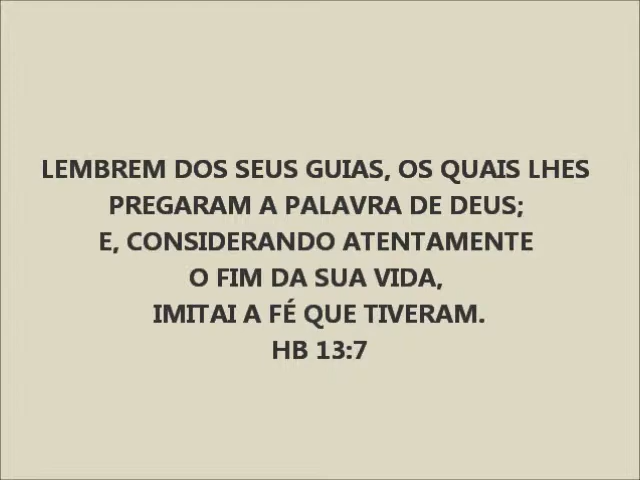 LEMBREM DOS SEUS GUIAS, OS QUAIS LHES
PREGARAM A PALAVRA DE DEUS;
E, CONSIDERANDO ATENTAMENTE
O FIM DA SUA VIDA,
IMITAI A FÉ QUE TIVERAM.
HB 13:7